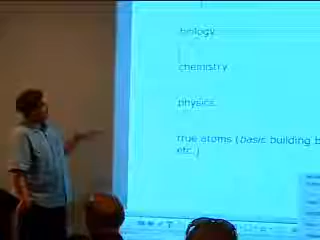 biology
chemistry
physics
true atoms (basic building b
etc.)